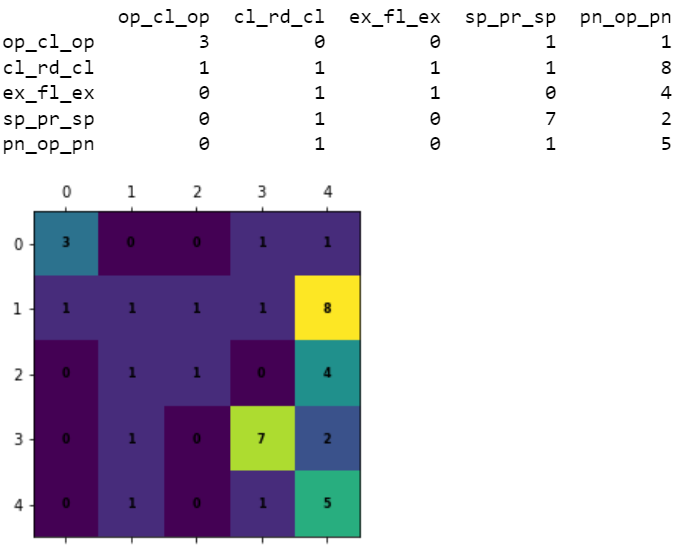 op_cl_op cl_rd_cl ex_fl_ex sp_pr_sp pn_op_pn
op_cl_op 3 0 0 1 1
cl_rd_cl 1 1 1 1 8
ex_fl_ex 0 1 1 0 4
sp_pr_sp 0 1 0 7 2
pn_op_pn 0 1 0 1 5
0 1 2 3 4
0 3 0 0 1 1
1 1 1 1 1 8
2 0 1 1 0 4
3 0 1 0 7 2
4 0 1 0 1 5